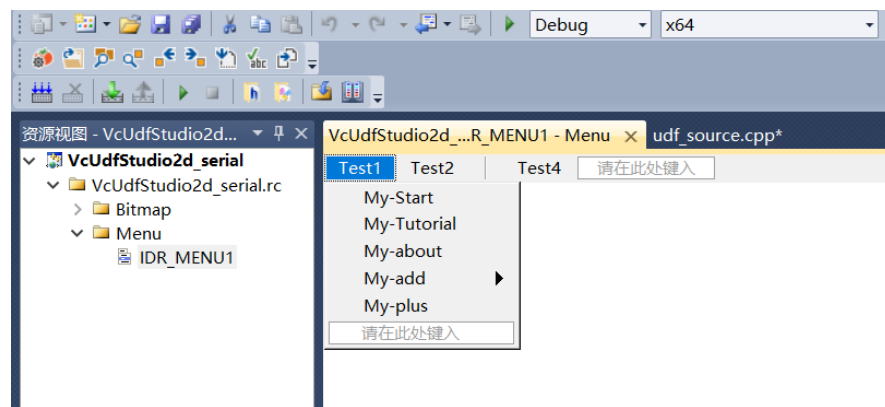 Debug x64
资源视图 - VcUdfStudio2d...
VcUdfStudio2d_...R_MENU1 - Menu udf_source.cpp*
VcUdfStudio2d_serial
Test1 Test2 Test4 请在此处键入
VcUdfStudio2d_serial.rc
My-Start
Bitmap
My-Tutorial
Menu
My-about
IDR_MENU1
My-add
My-plus
请在此处键入